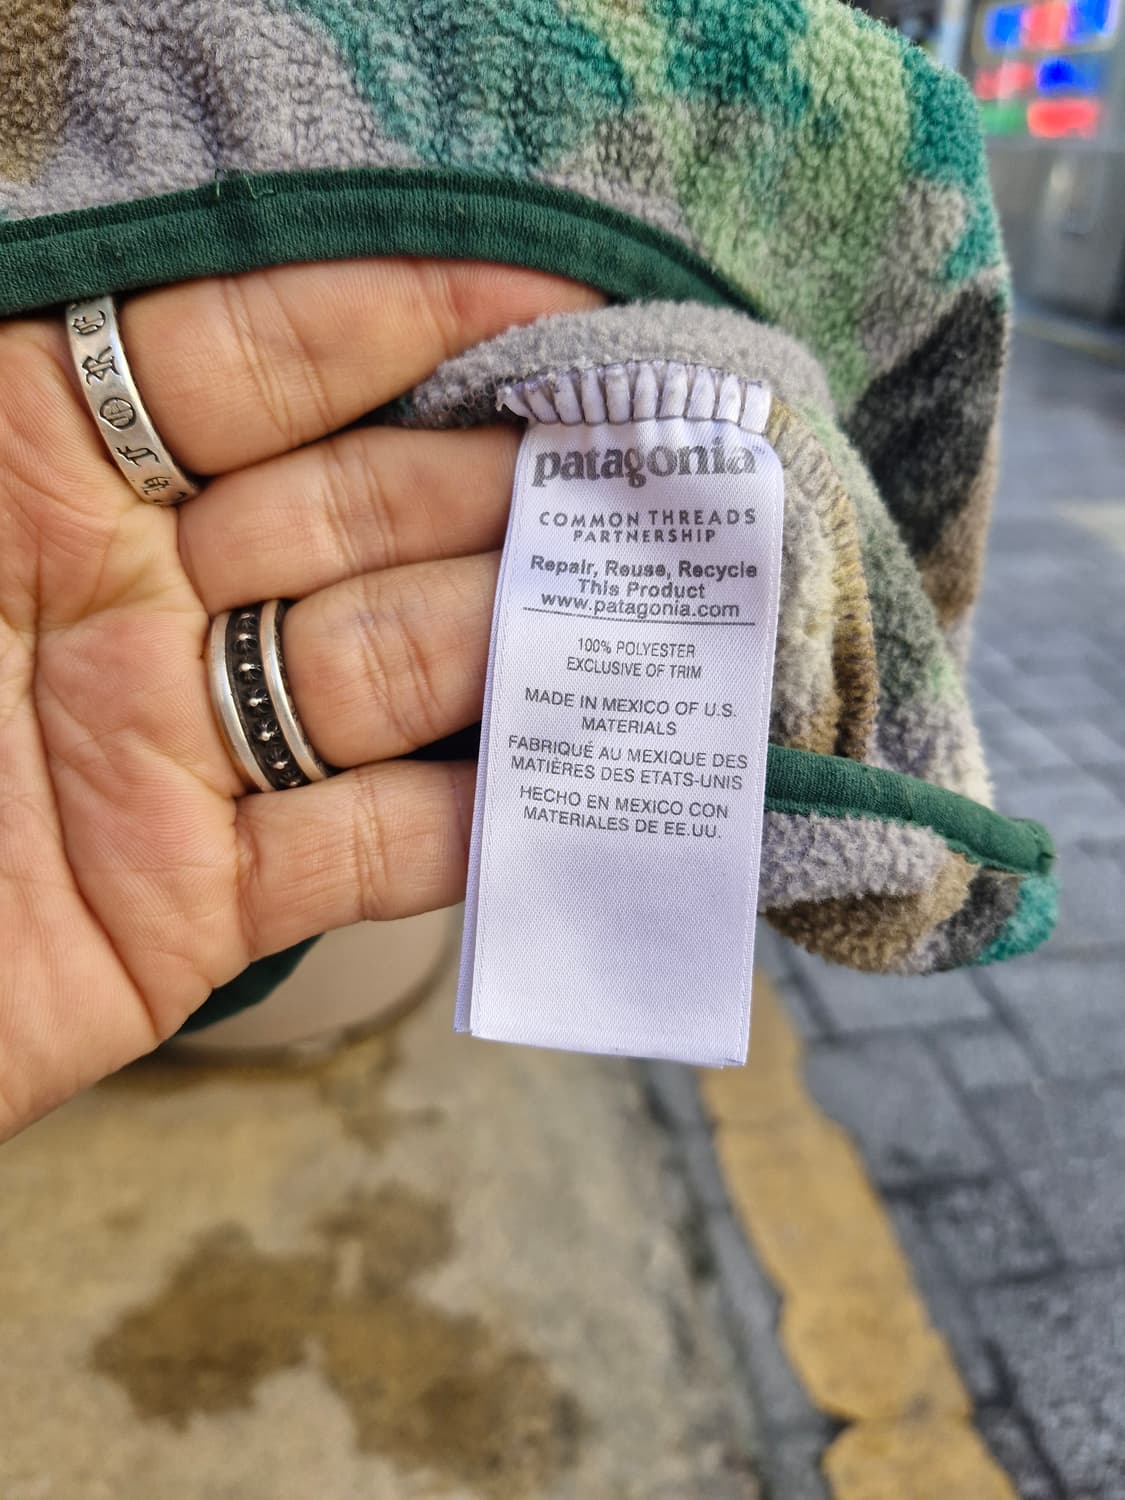 patagonia™
COMMON THREADS
PARTNERSHIP
Repair, Reuse, Recycle
This Product
www.patagonia.com
100% POLYESTER
EXCLUSIVE OF TRIM
MADE IN MEXICO OF U.S.
MATERIALS
FABRIQUÉ AU MEXIQUE DES
MATIÈRES DES ETATS-UNIS
HECHO EN MEXICO CON
MATERIALES DE EE.UU.